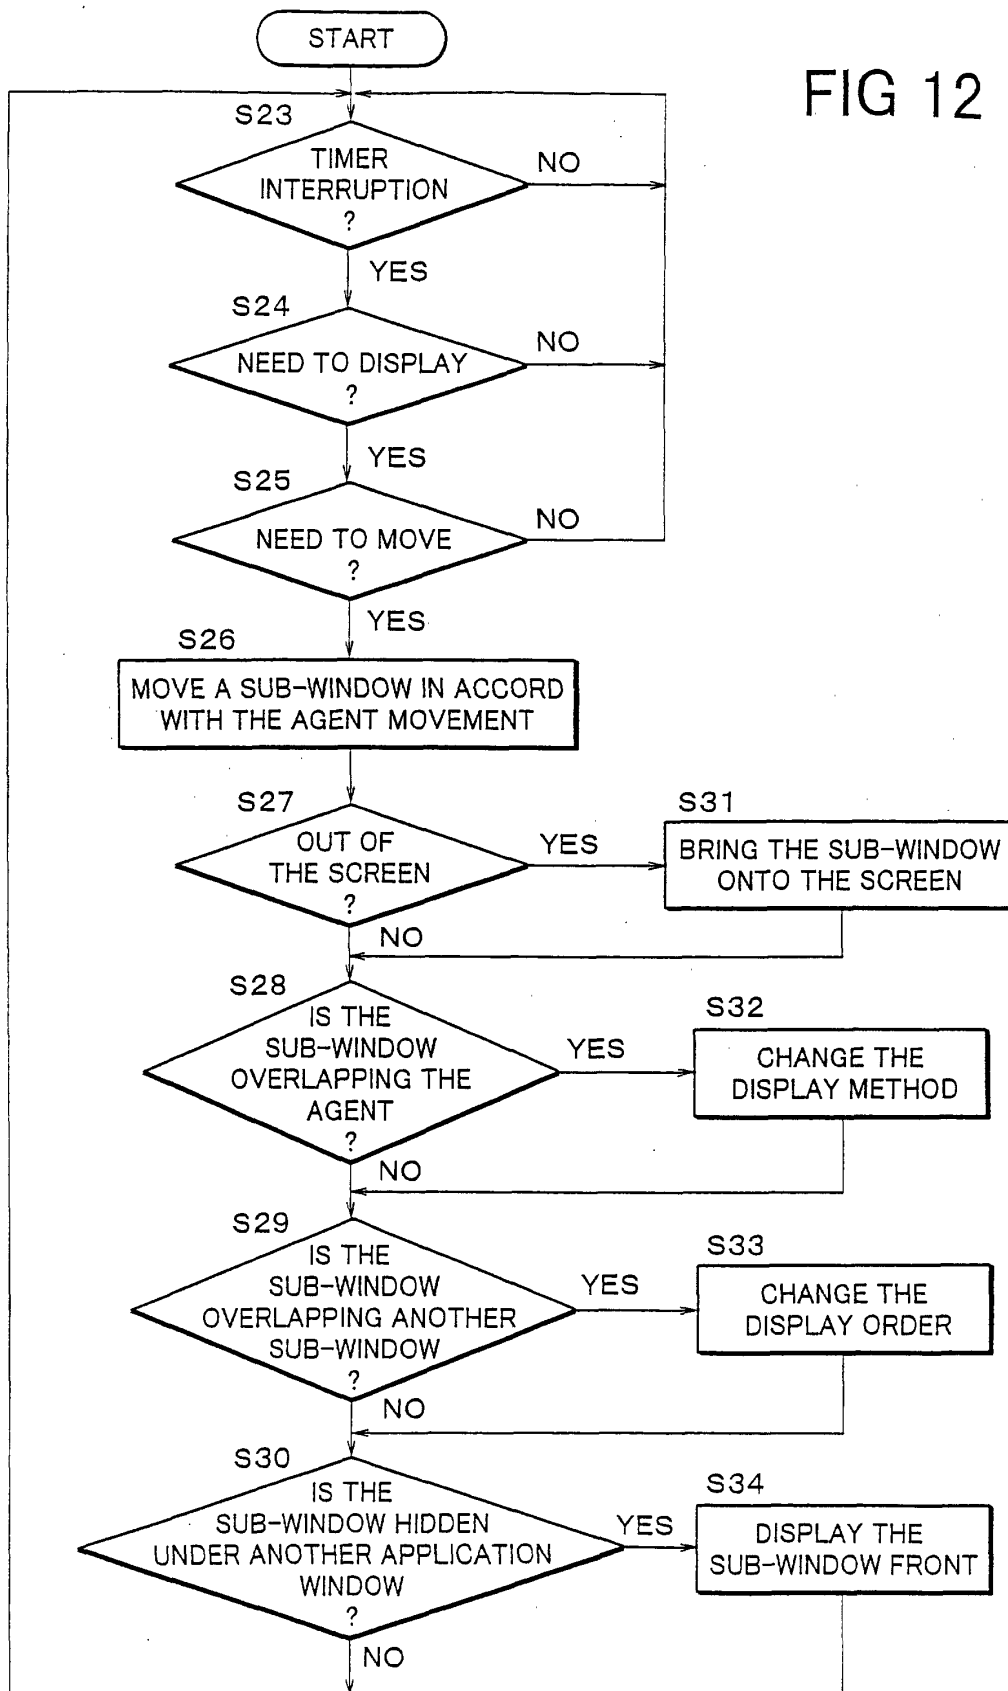 START
FIG 12
S23
TIMER
INTERRUPTION
?
NO
YES
S24
NEED TO DISPLAY
?
NO
YES
S25
NEED TO MOVE
?
NO
YES
S26
MOVE A SUB-WINDOW IN ACCORD
WITH THE AGENT MOVEMENT
S27
OUT OF
THE SCREEN
?
YES
S31
BRING THE SUB-WINDOW
ONTO THE SCREEN
NO
S28
IS THE
SUB-WINDOW
OVERLAPPING THE
AGENT
?
YES
S32
CHANGE THE
DISPLAY METHOD
NO
S29
IS THE
SUB-WINDOW
OVERLAPPING ANOTHER
SUB-WINDOW
?
YES
S33
CHANGE THE
DISPLAY ORDER
NO
S30
IS THE
SUB-WINDOW HIDDEN
UNDER ANOTHER APPLICATION
WINDOW
?
YES
S34
DISPLAY THE
SUB-WINDOW FRONT
NO